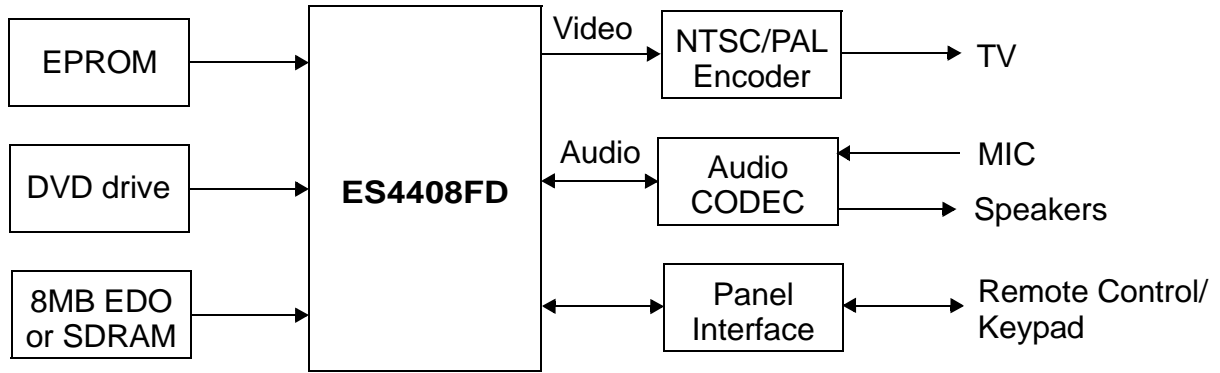 EPROM
DVD drive
8MB EDO
or SDRAM
ES4408FD
Video
NTSC/PAL
Encoder
TV
Audio
Audio
CODEC
MIC
Speakers
Panel
Interface
Remote Control/
Keypad